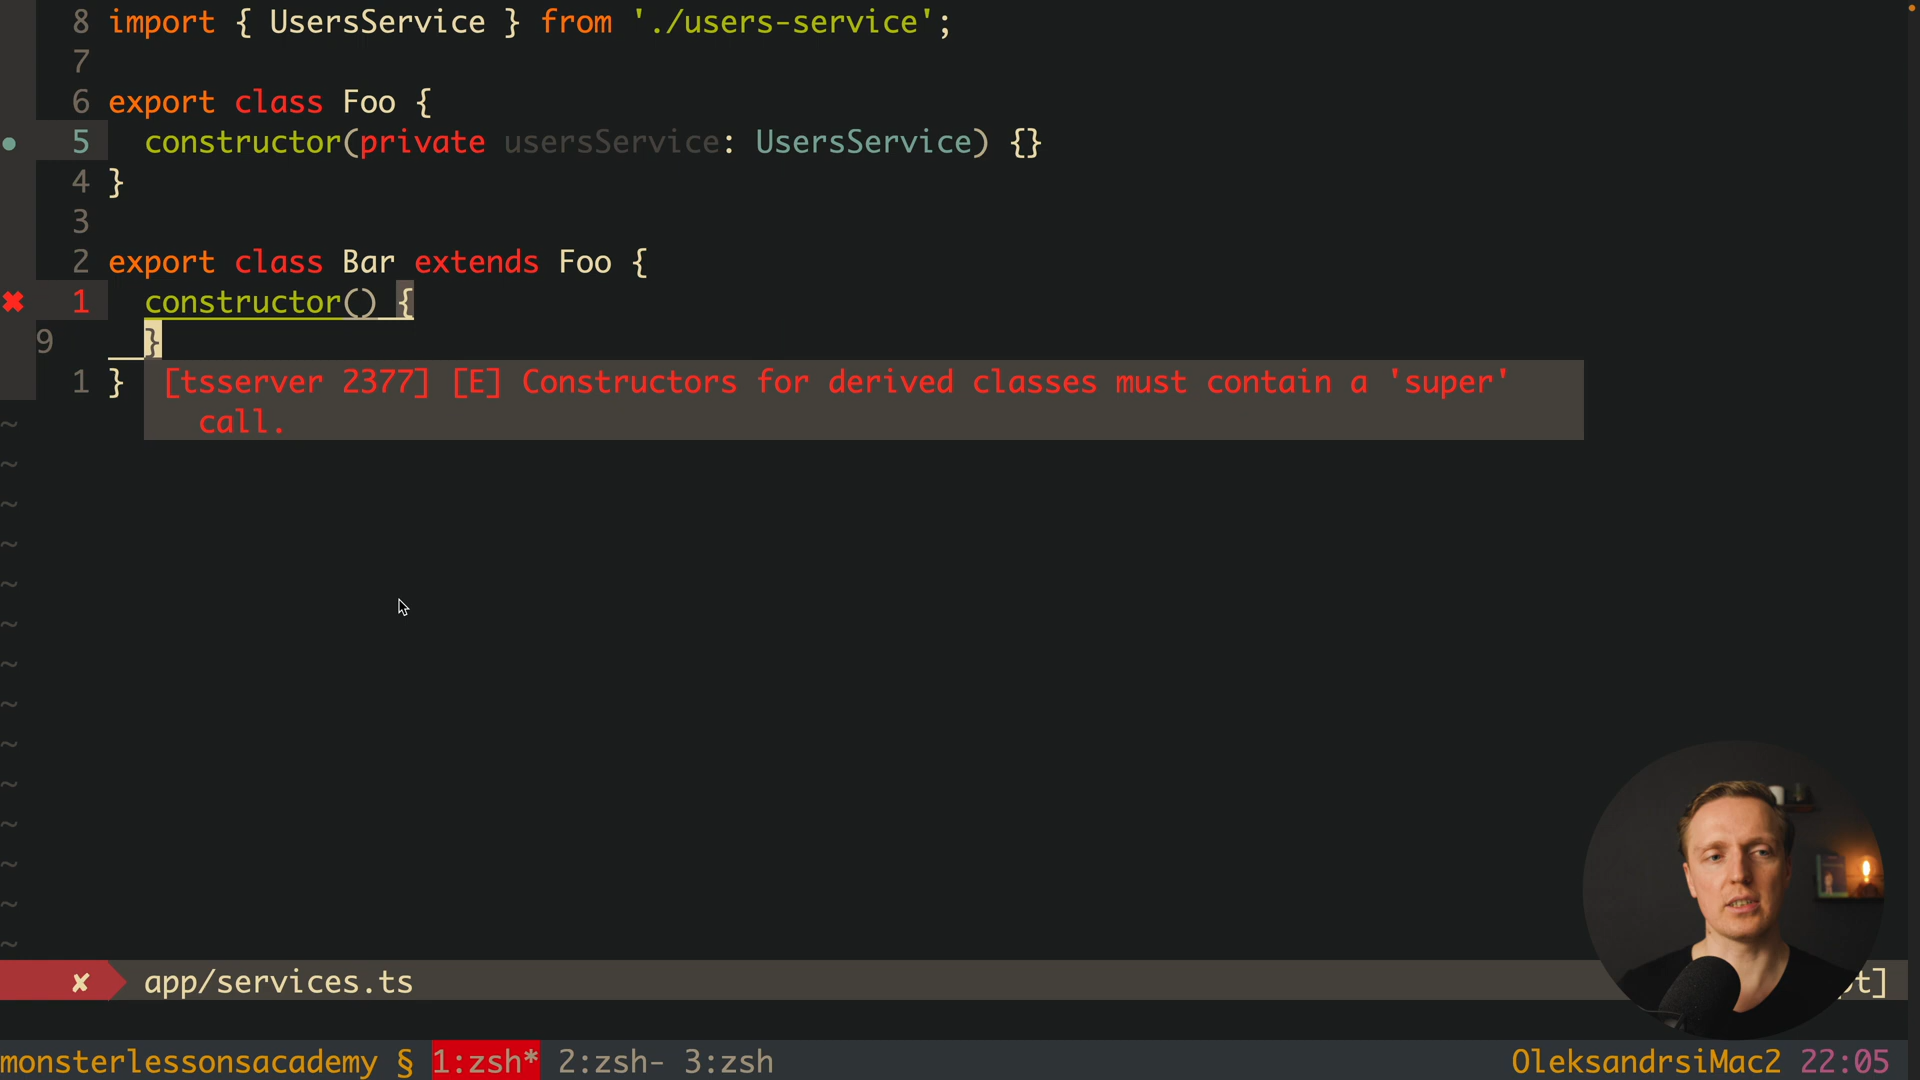 8 import { UsersService } from './users-service';
7
6 export class Foo {
5 constructor(private usersService: UsersService) {}
4 }
3
2 export class Bar extends Foo {
✖ 1 constructor() {
9 }
1 } [tsserver 2377] [E] Constructors for derived classes must contain a 'super'
call.
~
~
~
~
~
~
~
~
~
~
~
~
~
~
✘ app/services.ts t]
monsterlessonsacademy § 1:zsh* 2:zsh- 3:zsh OleksandrsiMac2 22:05